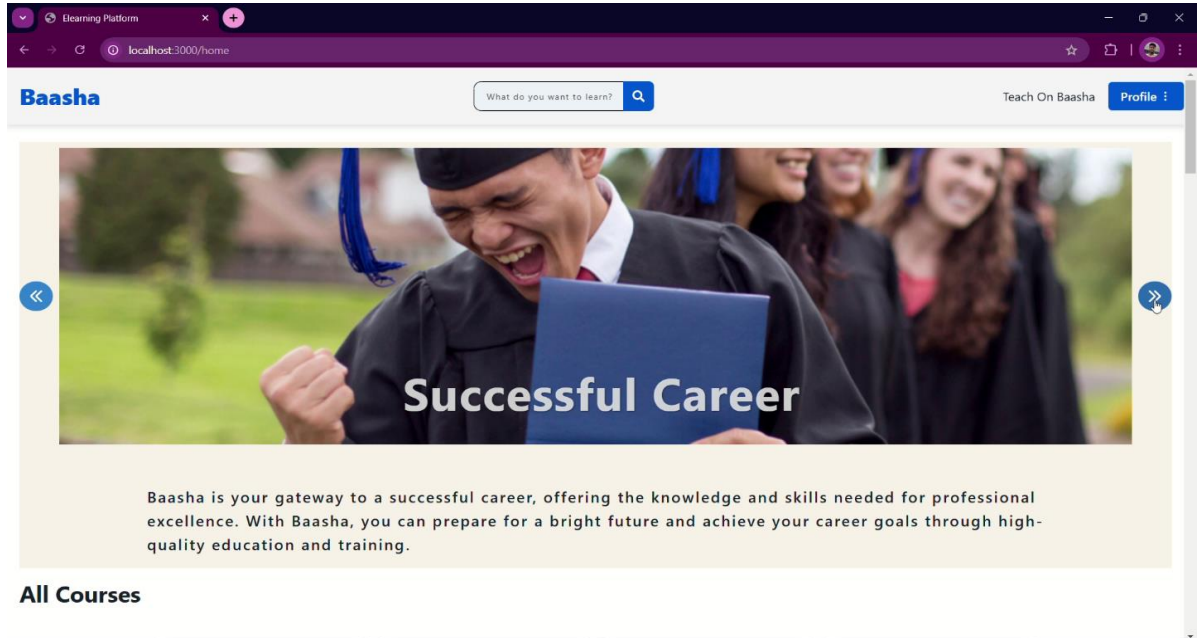 Elearning Platform
localhost:3000/home
Baasha
What do you want to learn?
Teach On Baasha
Profile
Successful Career
Baasha is your gateway to a successful career, offering the knowledge and skills needed for professional
excellence. With Baasha, you can prepare for a bright future and achieve your career goals through high-
quality education and training.
All Courses